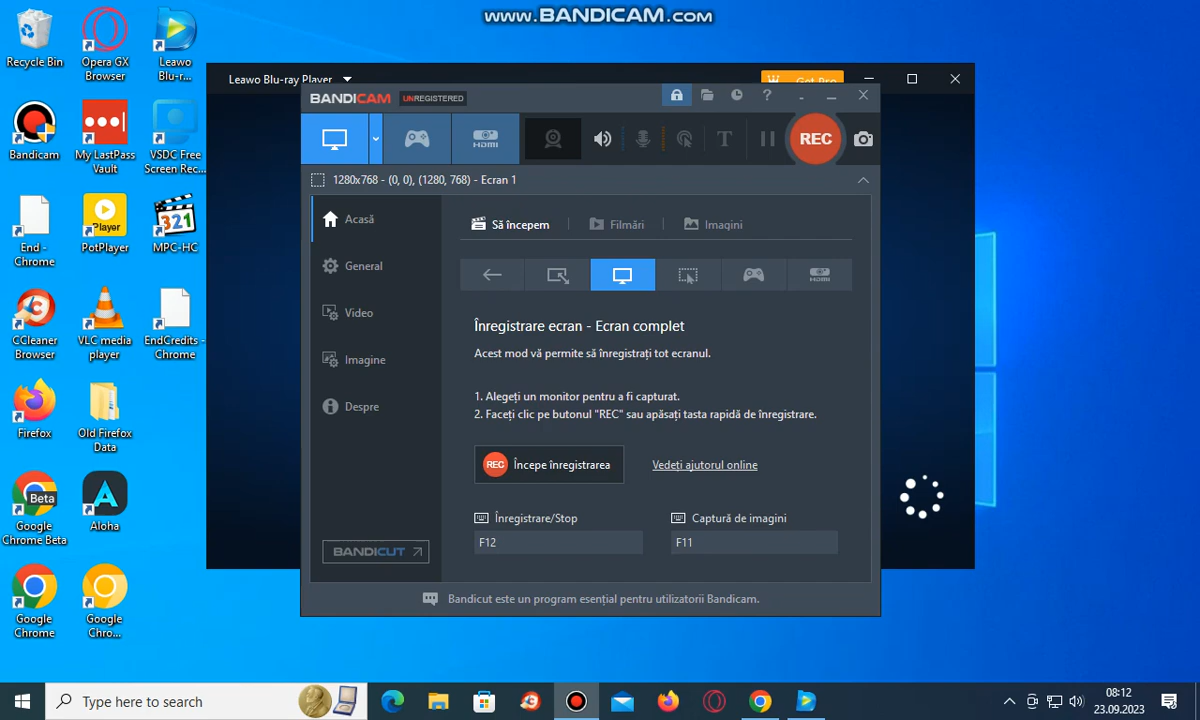 www.BANDICAM.com
Recycle Bin
Opera GX
Browser
Leawo
Blu-r...
Bandicam
My LastPass
Vault
VSDC Free
Screen Rec...
End -
Chrome
Player
PotPlayer
321
MPC-HC
CCleaner
Browser
VLC media
player
EndCredits -
Chrome
Firefox
Old Firefox
Data
Beta
Google
Chrome Beta
Aloha
Google
Chrome
Google
Chro...
Leawo Blu-ray Player
Get Pro
BANDICAM
UNREGISTERED
?
HDMI
T
REC
1280x768 - (0, 0), (1280, 768) - Ecran 1
Acasă
General
Video
Imagine
Despre
BANDICUT
Să începem
Filmări
Imagini
HDMI
Înregistrare ecran - Ecran complet
Acest mod vă permite să înregistrați tot ecranul.
1. Alegeți un monitor pentru a fi capturat.
2. Faceți clic pe butonul "REC" sau apăsați tasta rapidă de înregistrare.
REC Începe înregistrarea
Vedeți ajutorul online
Înregistrare/Stop
Captură de imagini
F12
F11
Bandicut este un program esențial pentru utilizatorii Bandicam.
Type here to search
08:12
23.09.2023